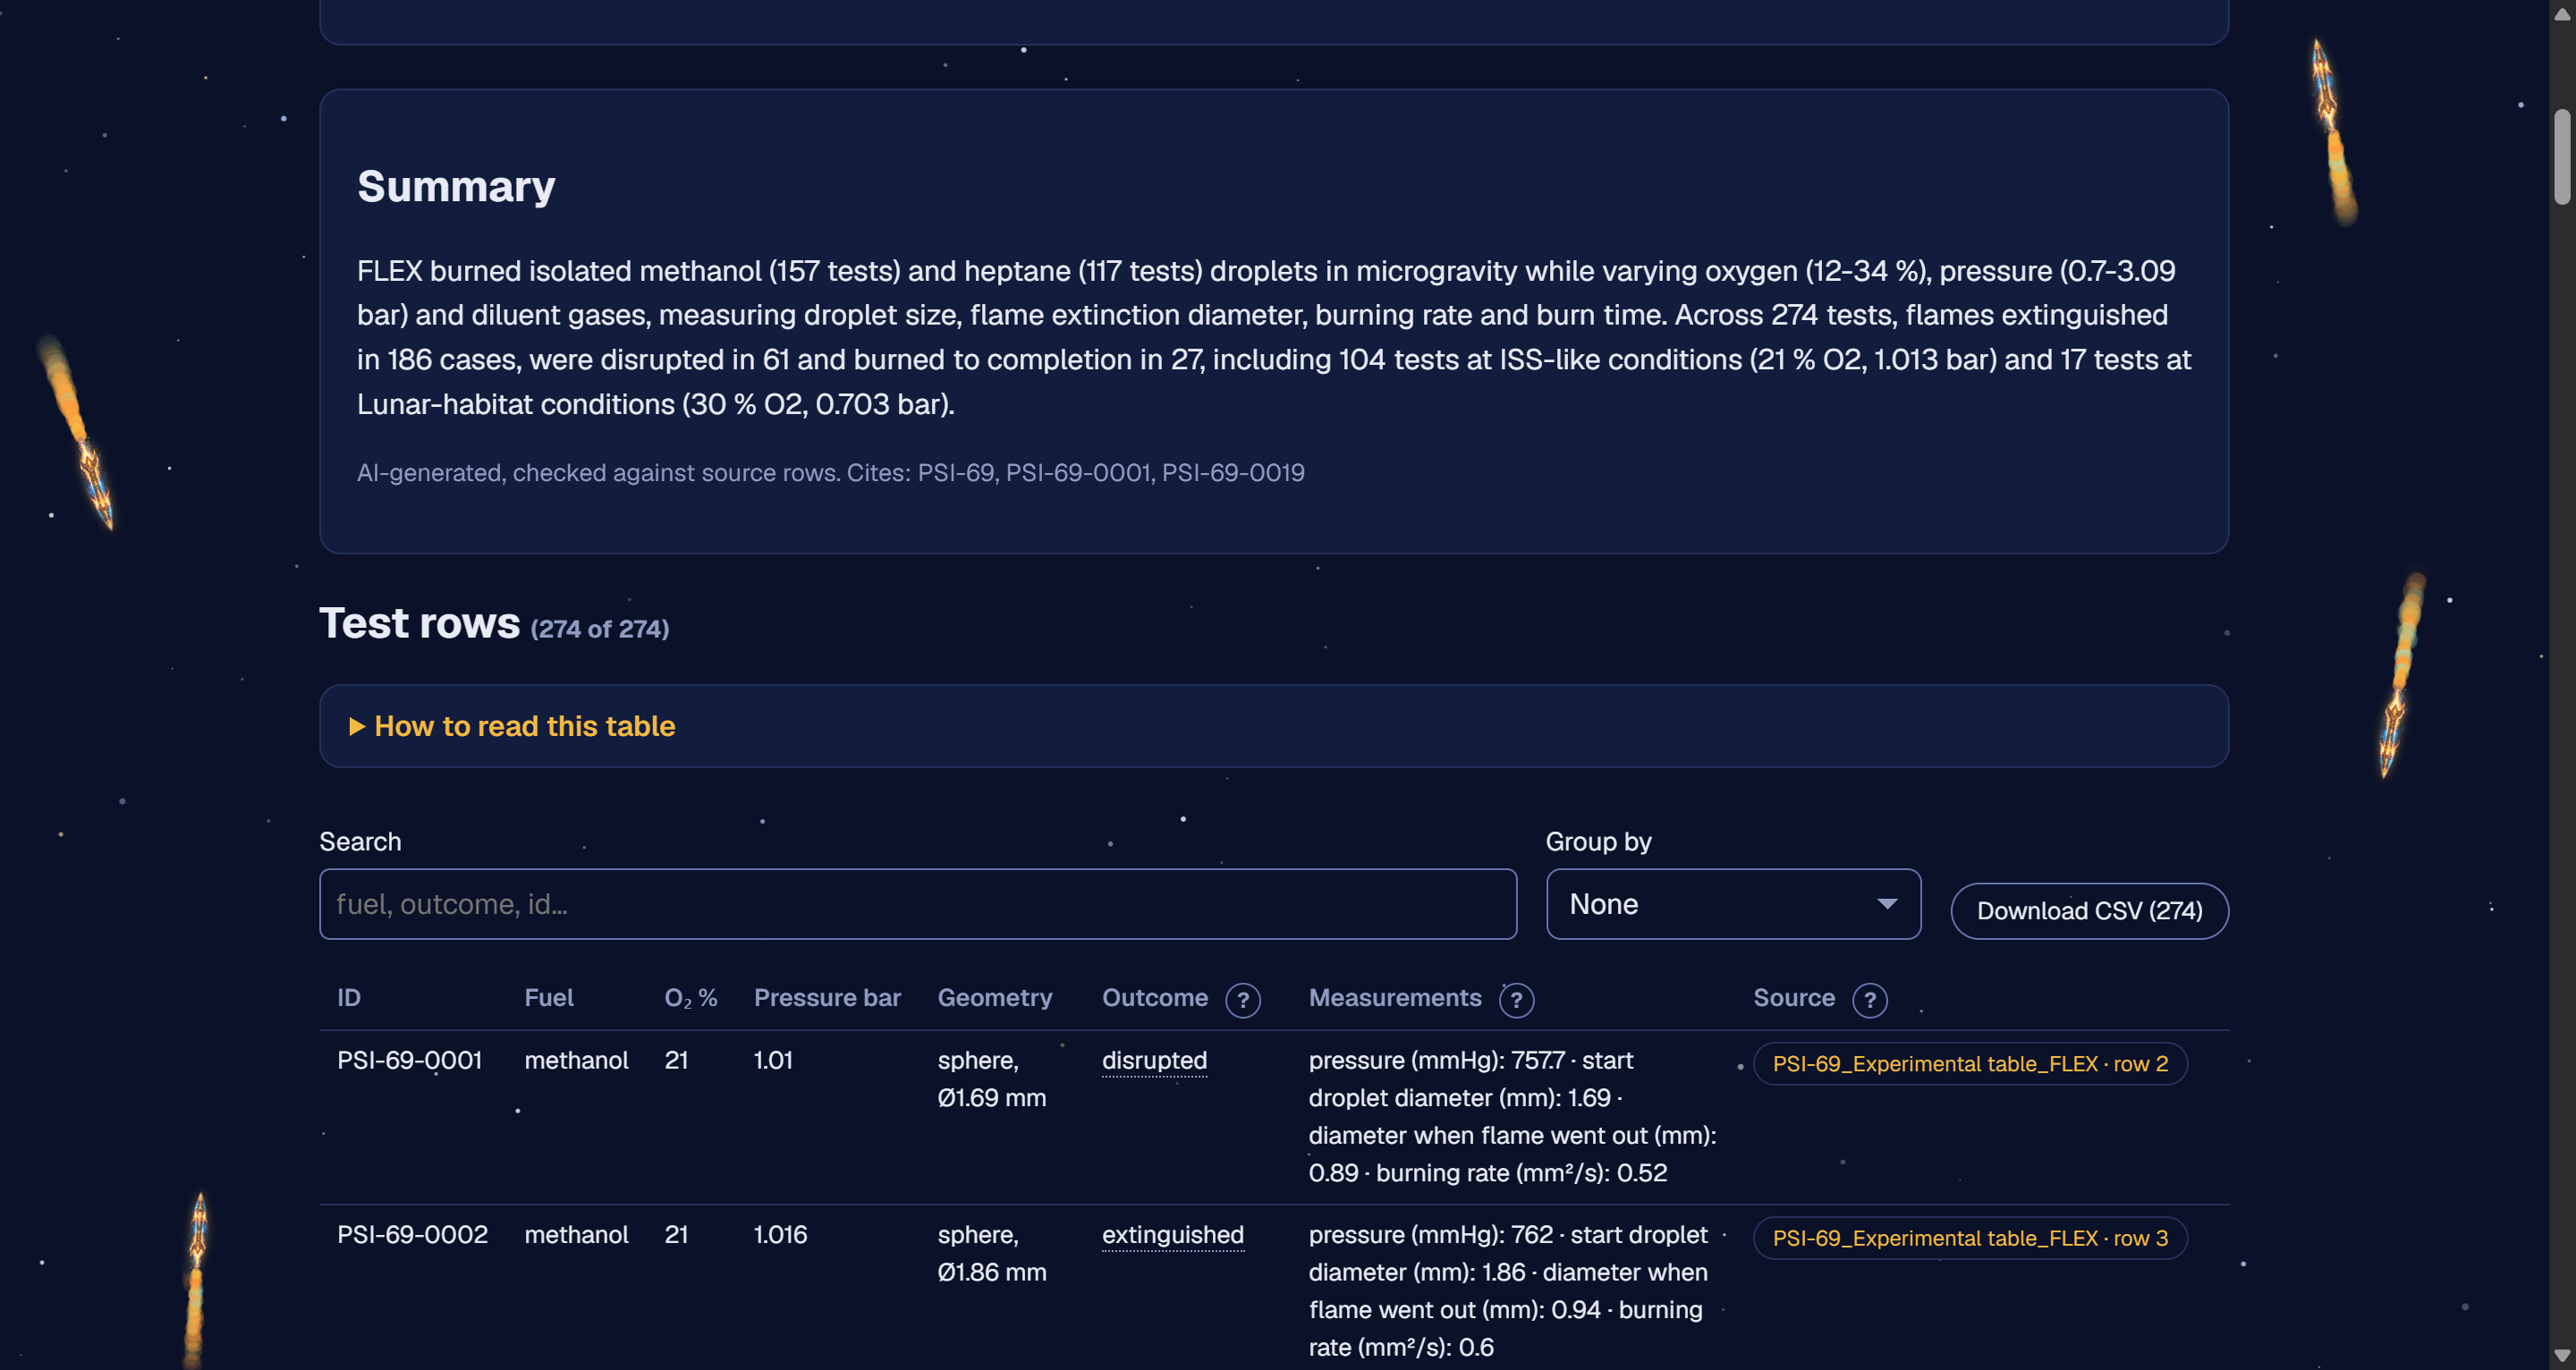 Summary
FLEX burned isolated methanol (157 tests) and heptane (117 tests) droplets in microgravity while varying oxygen (12-34 %), pressure (0.7-3.09
bar) and diluent gases, measuring droplet size, flame extinction diameter, burning rate and burn time. Across 274 tests, flames extinguished
in 186 cases, were disrupted in 61 and burned to completion in 27, including 104 tests at ISS-like conditions (21 % O2, 1.013 bar) and 17 tests at
Lunar-habitat conditions (30 % O2, 0.703 bar).
AI-generated, checked against source rows. Cites: PSI-69, PSI-69-0001, PSI-69-0019
Test rows (274 of 274)
How to read this table
Search
Group by
fuel, outcome, id...
None
Download CSV (274)
ID Fuel O₂ % Pressure bar Geometry Outcome ? Measurements ? Source ?
PSI-69-0001 methanol 21 1.01 sphere, disrupted pressure (mmHg): 757.7 · start PSI-69_Experimental table_FLEX · row 2
Ø1.69 mm droplet diameter (mm): 1.69 ·
diameter when flame went out (mm):
0.89 · burning rate (mm²/s): 0.52
PSI-69-0002 methanol 21 1.016 sphere, extinguished pressure (mmHg): 762 · start droplet PSI-69_Experimental table_FLEX · row 3
Ø1.86 mm diameter (mm): 1.86 · diameter when
flame went out (mm): 0.94 · burning
rate (mm²/s): 0.6